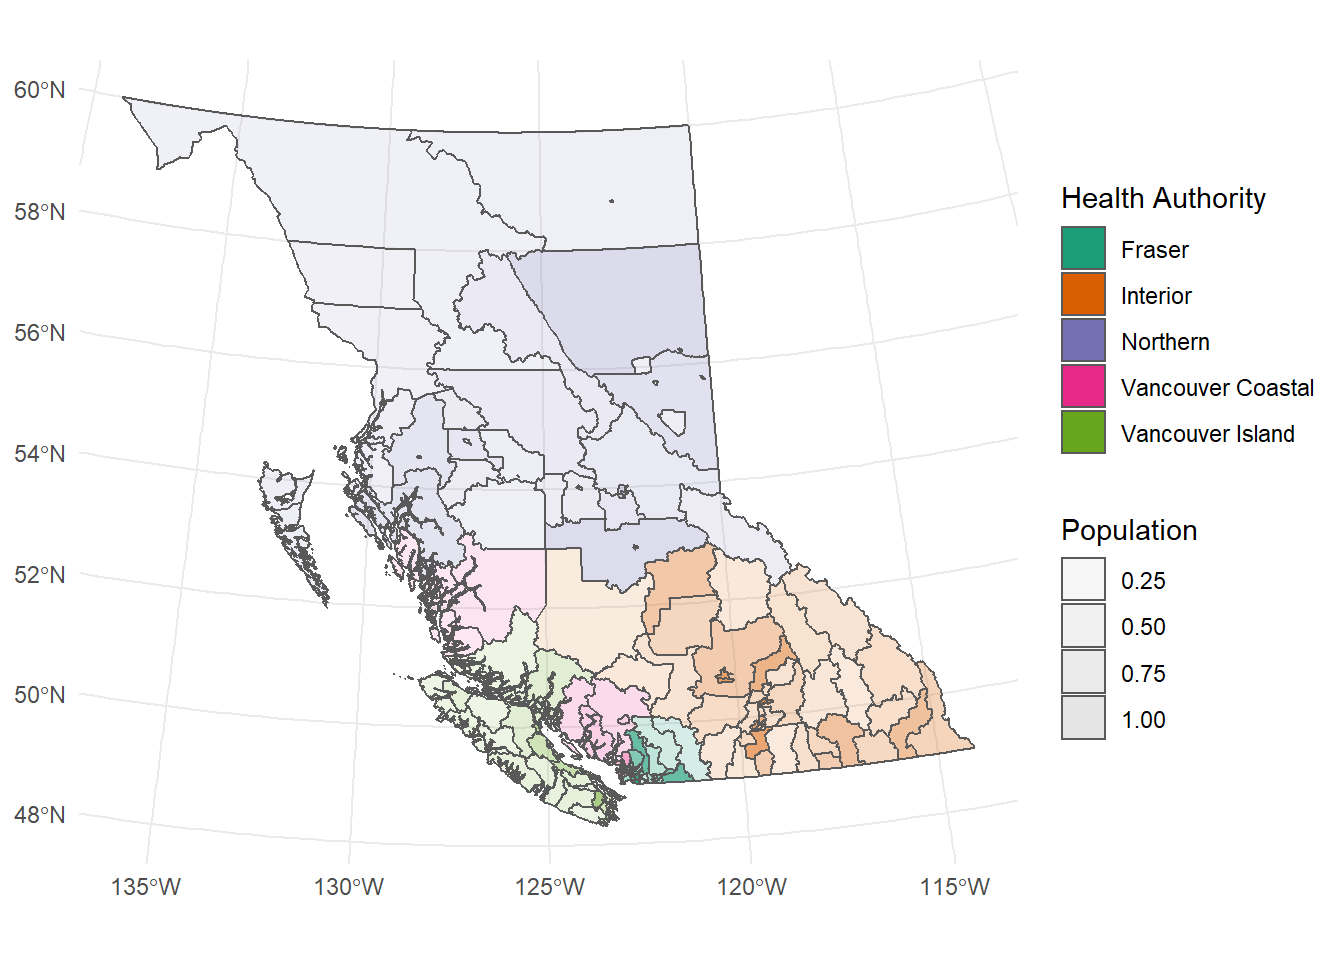 60°N
58°N
56°N
54°N
52°N
50°N
48°N
135°W
130°W
125°W
120°W
115°W
Health Authority
Fraser
Interior
Northern
Vancouver Coastal
Vancouver Island
Population
0.25
0.50
0.75
1.00